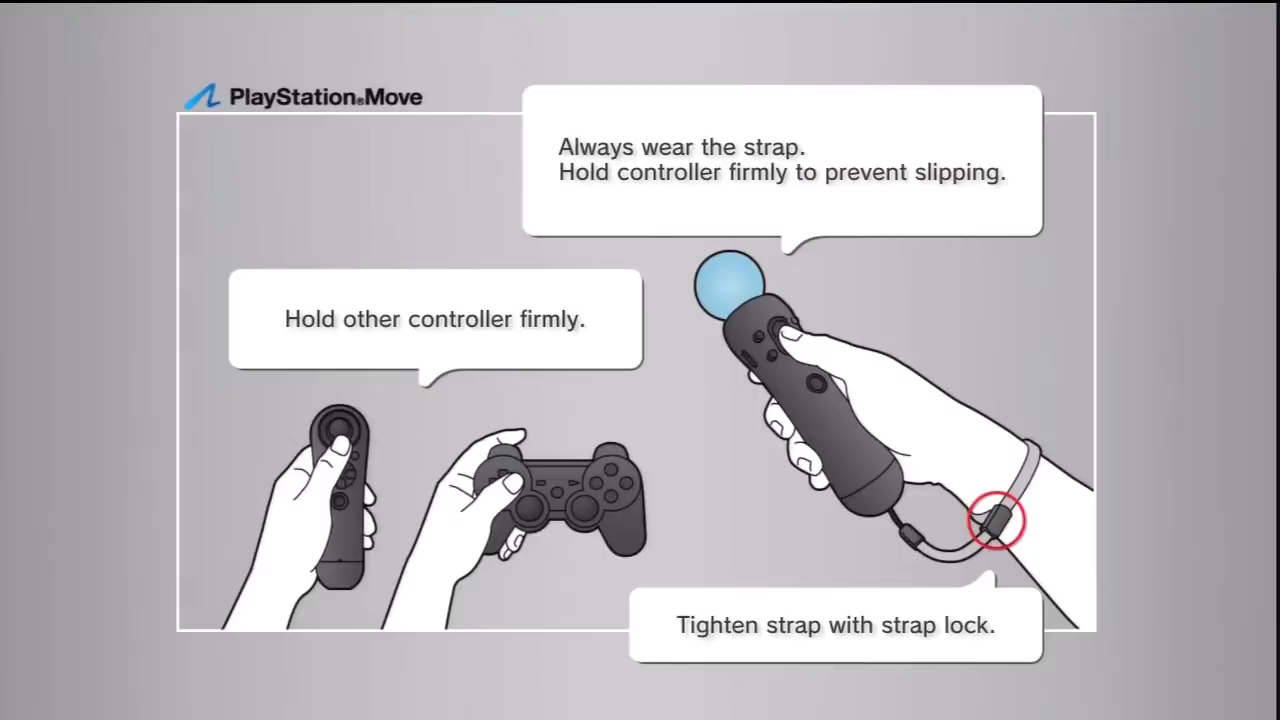 PlayStation®Move
Always wear the strap.
Hold controller firmly to prevent slipping.
Hold other controller firmly.
Tighten strap with strap lock.